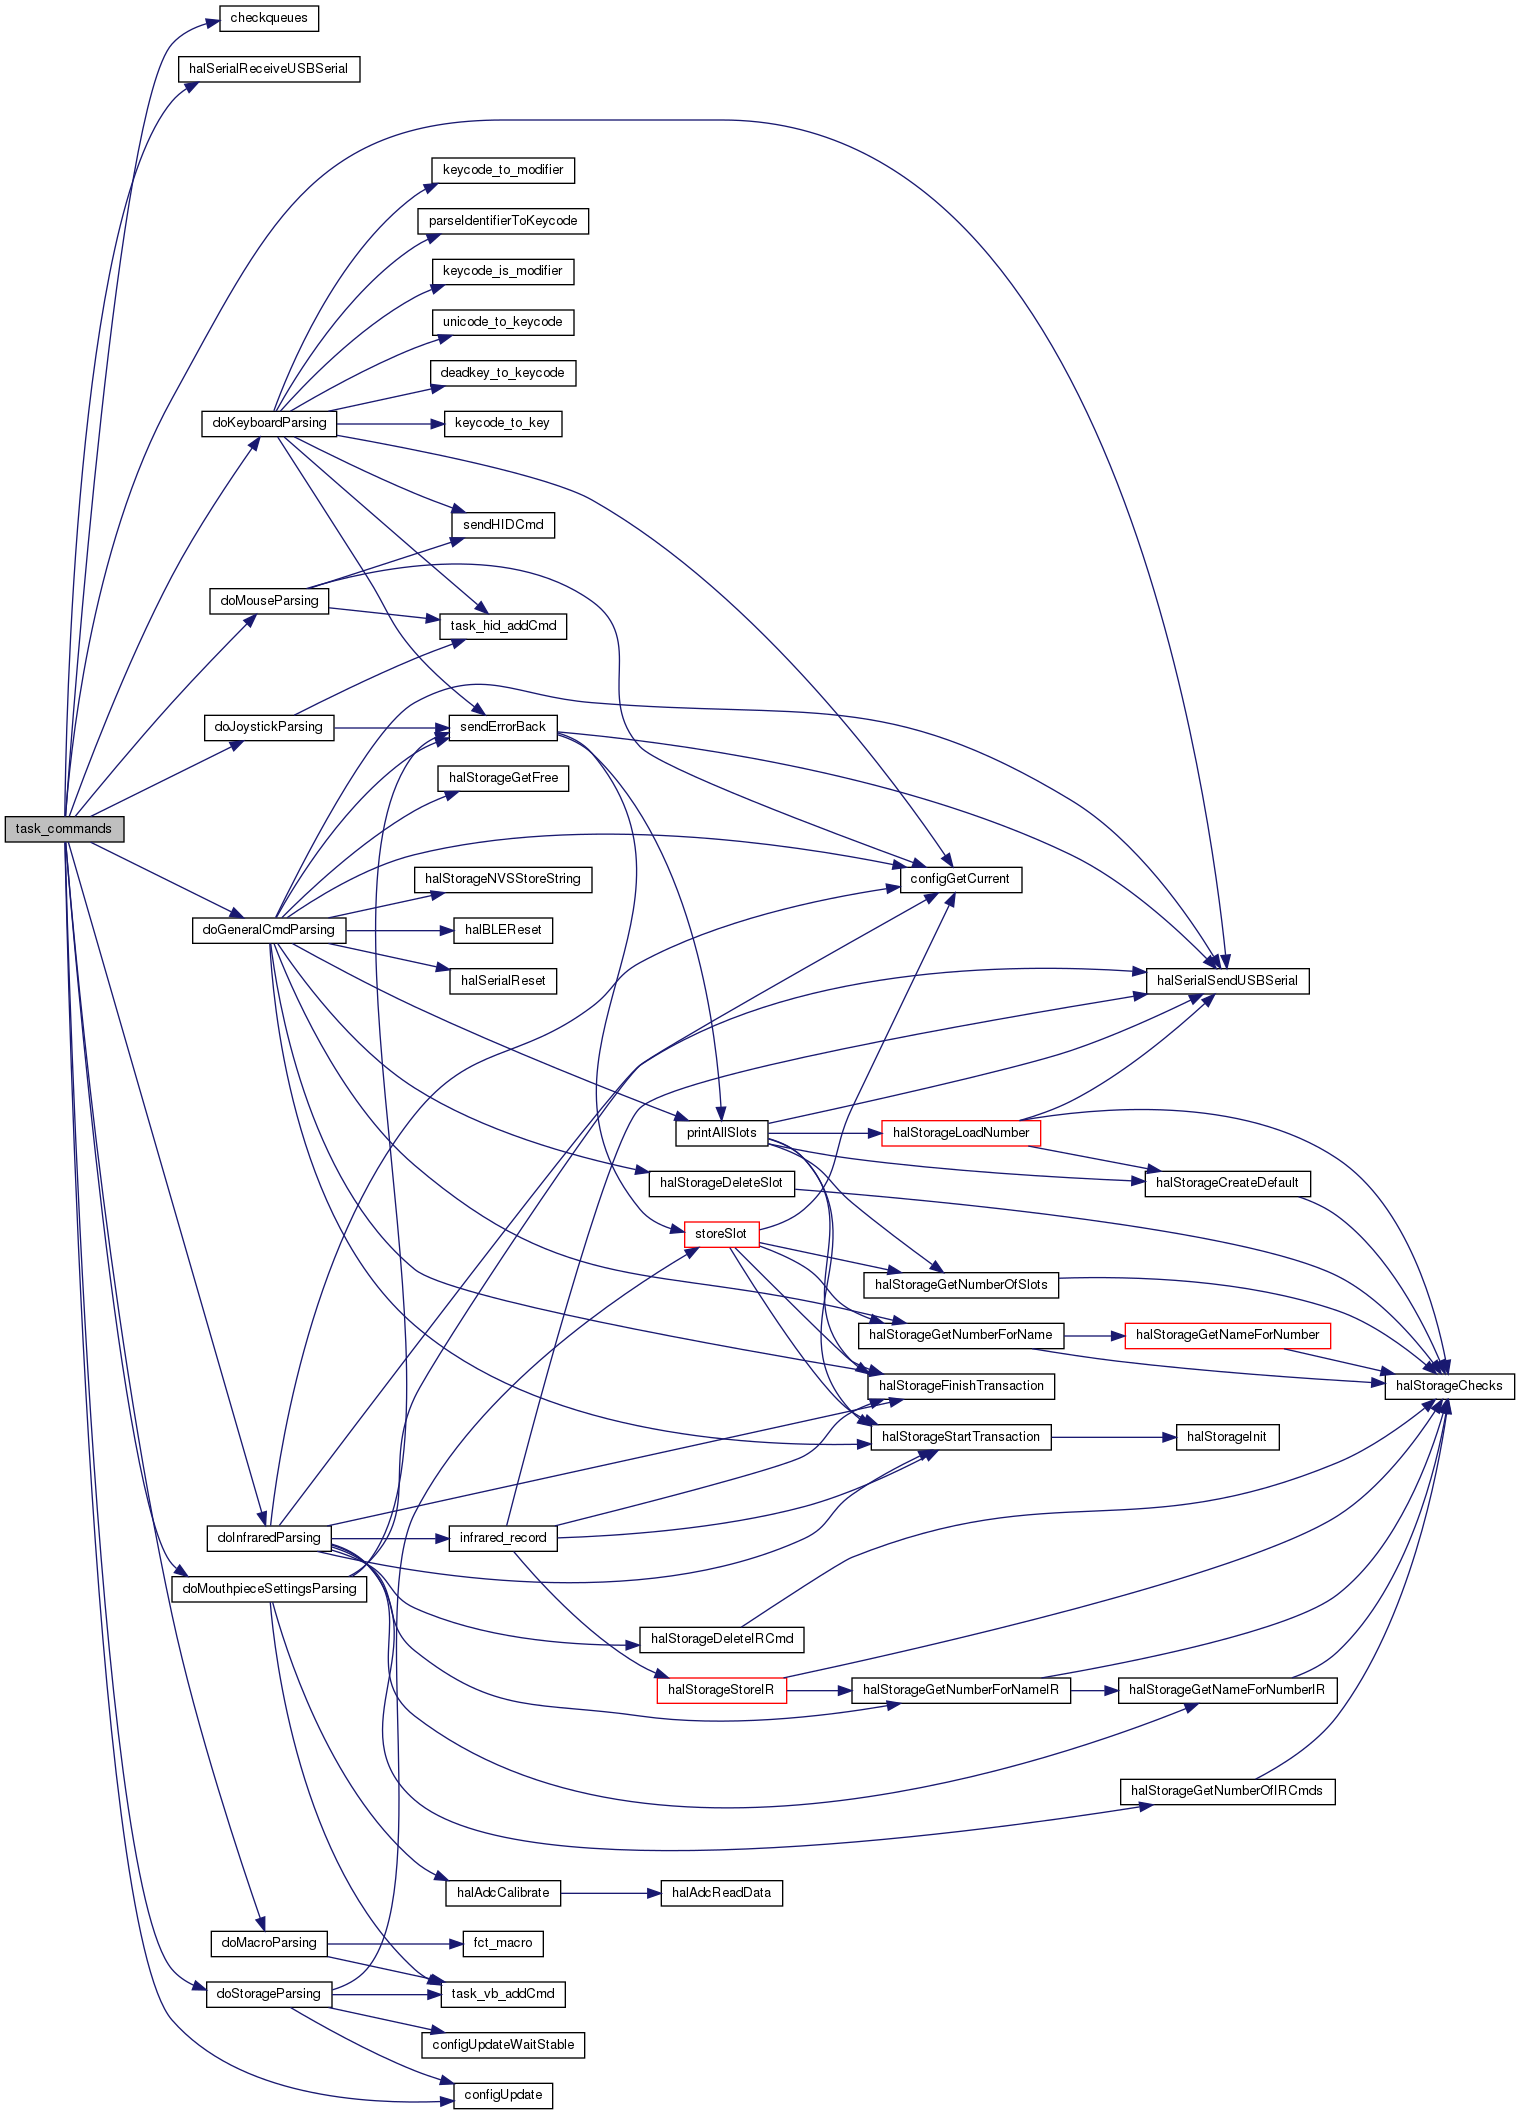 checkqueues
halSerialReceiveUSBSerial
keycode_to_modifier
parseIdentifierToKeycode
keycode_is_modifier
unicode_to_keycode
deadkey_to_keycode
doKeyboardParsing
keycode_to_key
sendHIDCmd
doMouseParsing
task_hid_addCmd
doJoystickParsing
sendErrorBack
halStorageGetFree
task_commands
halStorageNVSStoreString
configGetCurrent
doGeneralCmdParsing
halBLEReset
halSerialReset
halSerialSendUSBSerial
printAllSlots
halStorageLoadNumber
halStorageDeleteSlot
halStorageCreateDefault
storeSlot
halStorageGetNumberOfSlots
halStorageGetNumberForName
halStorageGetNameForNumber
halStorageFinishTransaction
halStorageChecks
halStorageStartTransaction
halStorageInit
doInfraredParsing
infrared_record
doMouthpieceSettingsParsing
halStorageDeleteIRCmd
halStorageStoreIR
halStorageGetNumberForNameIR
halStorageGetNameForNumberIR
halStorageGetNumberOfIRCmds
halAdcCalibrate
halAdcReadData
doMacroParsing
fct_macro
doStorageParsing
task_vb_addCmd
configUpdateWaitStable
configUpdate